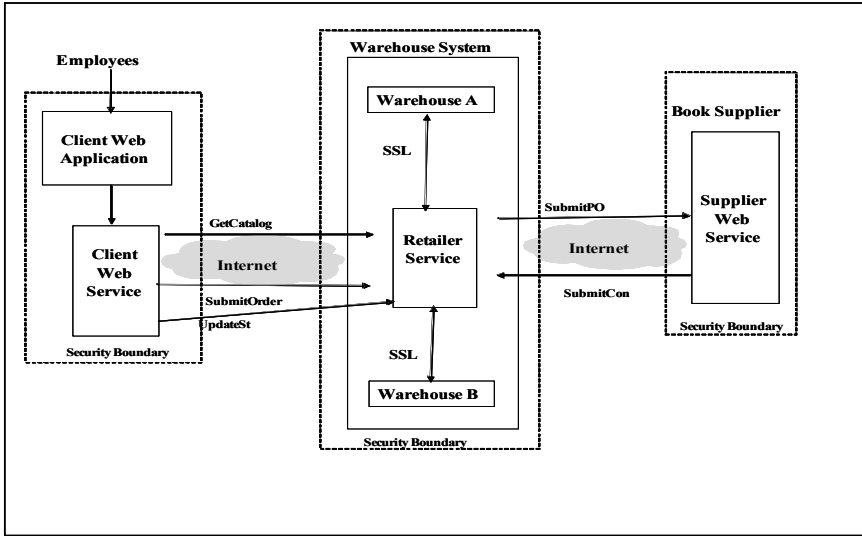 Employees
Client Web
Application
Client
Web
Service
Security Boundary
GetCatalog
Internet
SubmitOrder
UpdateSt
Warehouse System
Warehouse A
SSL
Retailer
Service
SSL
Warehouse B
Security Boundary
SubmitPO
Internet
SubmitCon
Book Supplier
Supplier
Web
Service
Security Boundary